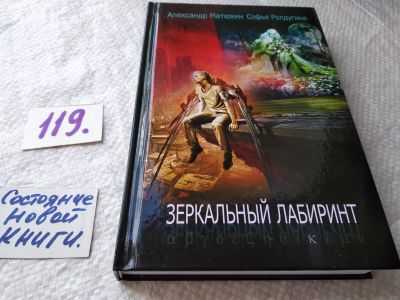 Александр Матюхин Софья Ролдугина
119.
ЗЕРКАЛЬНЫЙ ЛАБИРИНТ
Состояние
Новой
Книги.